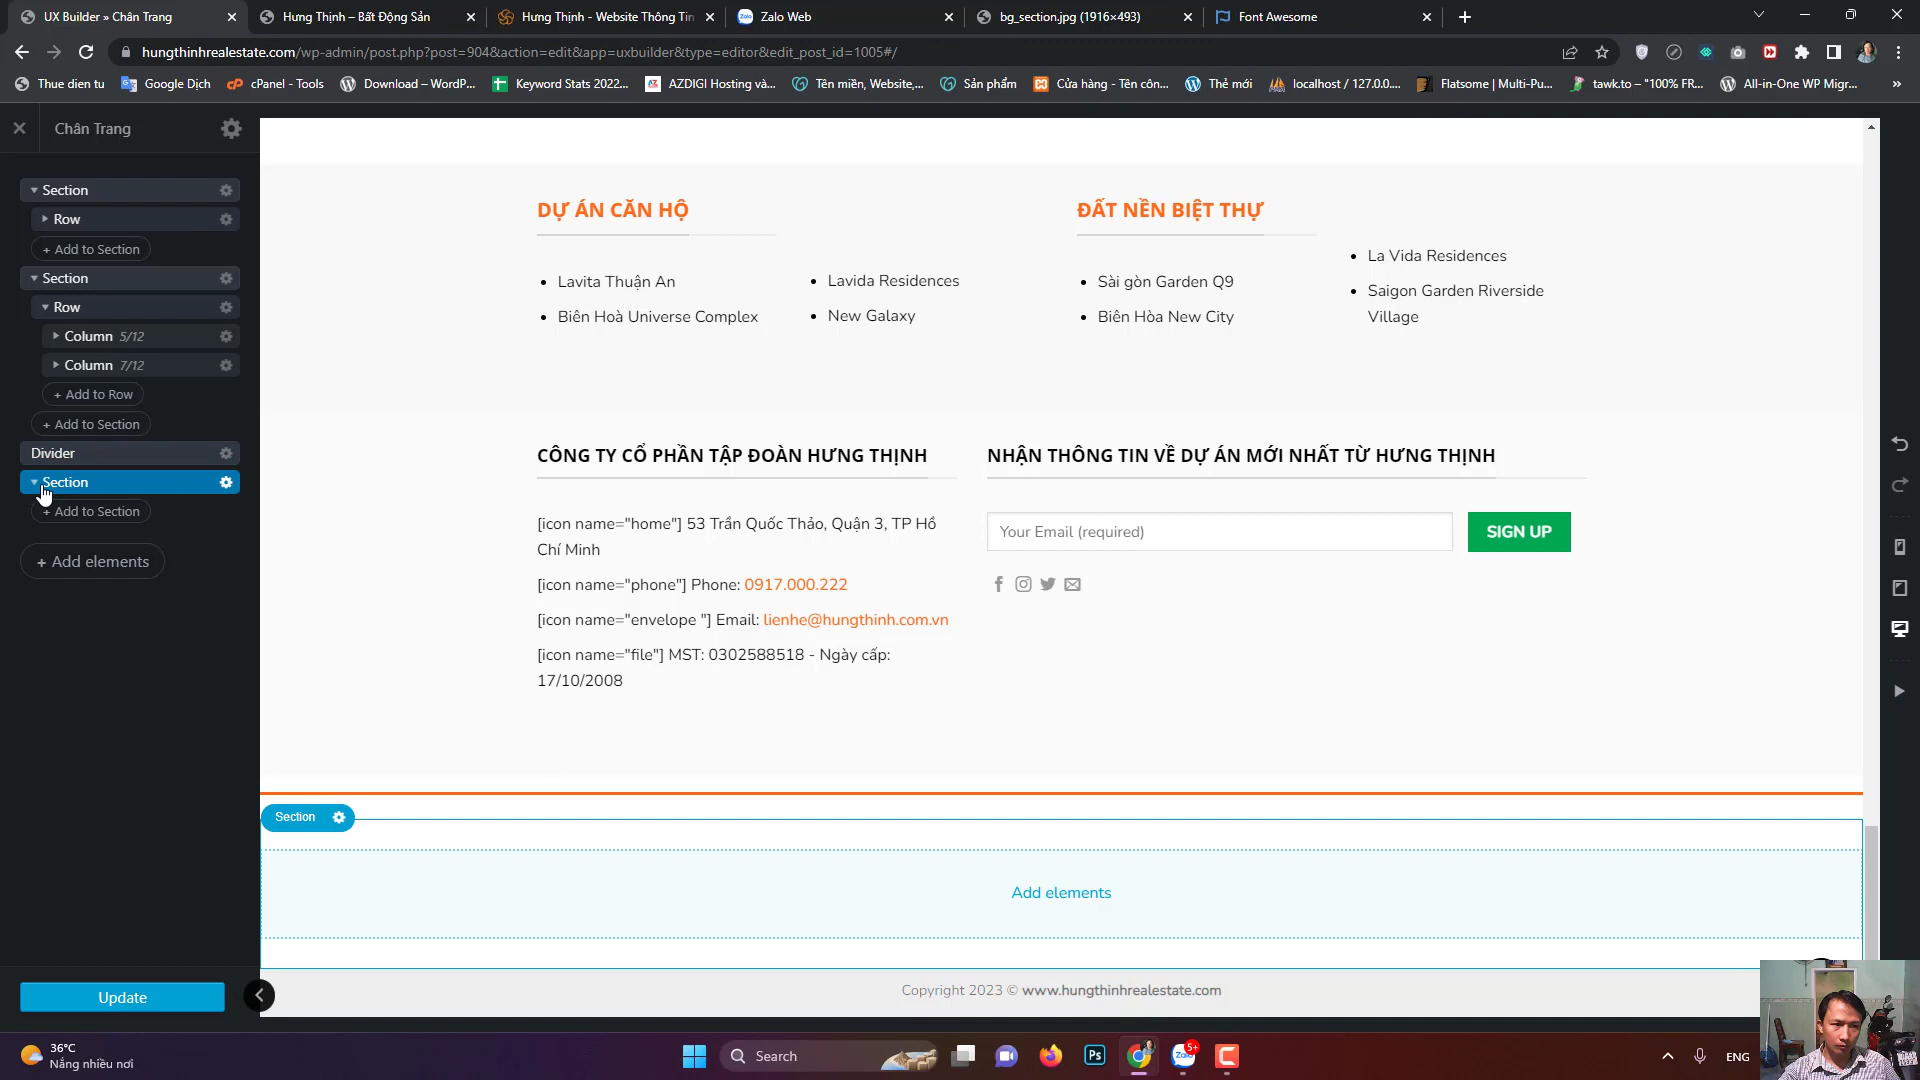 UX Builder » Chân Trang
Hưng Thịnh – Bất Động Sản
Hưng Thịnh - Website Thông Tin
Zalo Web
bg_section.jpg (1916×493)
Font Awesome
hungthinhrealestate.com/wp-admin/post.php?post=904&action=edit&app=uxbuilder&type=editor&edit_post_id=1005#/
Thue dien tu
Google Dịch
cPanel - Tools
Download – WordP...
Keyword Stats 2022...
AZDIGI Hosting và...
Tên miền, Website,...
Sản phẩm
Cửa hàng - Tên côn...
Thẻ mới
localhost / 127.0.0....
Flatsome | Multi-Pu...
tawk.to – "100% FR...
All-in-One WP Migr...
Chân Trang
Section
Row
+ Add to Section
Section
Row
Column 5/12
Column 7/12
+ Add to Row
+ Add to Section
Divider
Section
+ Add to Section
+ Add elements
Update
DỰ ÁN CĂN HỘ
Lavita Thuận An
Biên Hoà Universe Complex
Lavida Residences
New Galaxy
ĐẤT NỀN BIỆT THỰ
Sài gòn Garden Q9
Biên Hòa New City
La Vida Residences
Saigon Garden Riverside
Village
CÔNG TY CỔ PHẦN TẬP ĐOÀN HƯNG THỊNH
[icon name="home"] 53 Trần Quốc Thảo, Quận 3, TP Hồ
Chí Minh
[icon name="phone"] Phone: 0917.000.222
[icon name="envelope "] Email: lienhe@hungthinh.com.vn
[icon name="file"] MST: 0302588518 - Ngày cấp:
17/10/2008
NHẬN THÔNG TIN VỀ DỰ ÁN MỚI NHẤT TỪ HƯNG THỊNH
Your Email (required)
SIGN UP
Section
Add elements
Copyright 2023 © www.hungthinhrealestate.com
36°C
Nắng nhiều nơi
Search
Ps
Zalo
5+
ENG